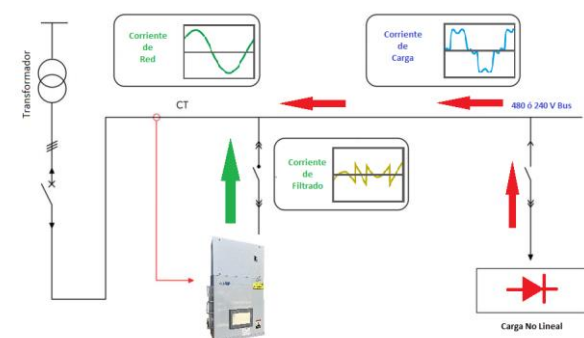 Transformador
Corriente
de
Red
Corriente
de
Carga
CT
480 ó 240 V Bus
Corriente
de
Filtrado
Carga No Lineal